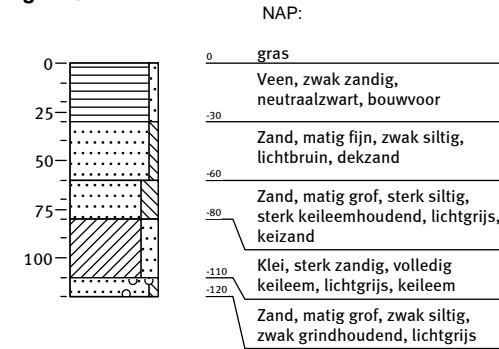 NAP:
0
25
50
75
100
0 gras
Veen, zwak zandig,
neutraalzwart, bouwvoor
-30
Zand, matig fijn, zwak siltig,
lichtbruin, dekzand
-60
Zand, matig grof, sterk siltig,
sterk keileemhoudend, lichtgrijs,
keizand
-80
Klei, sterk zandig, volledig
keileem, lichtgrijs, keileem
-110
-120
Zand, matig grof, zwak siltig,
zwak grindhoudend, lichtgrijs